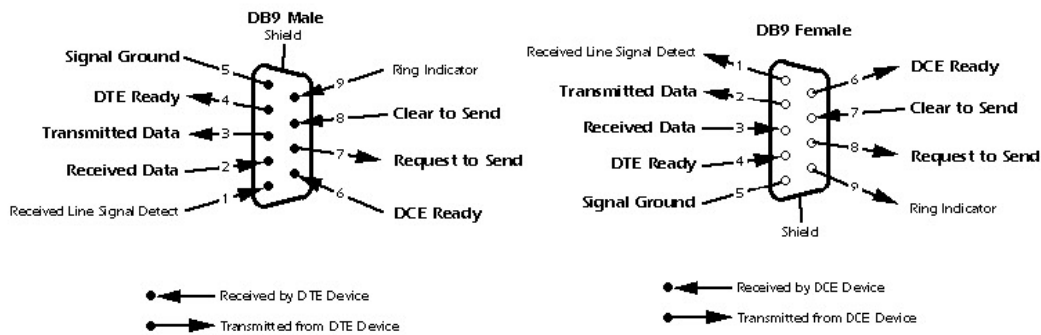 DB9 Male
Shield
Signal Ground
5
9
Ring Indicator
DTE Ready
4
8
Clear to Send
Transmitted Data
3
7
Request to Send
Received Data
2
6
DCE Ready
Received Line Signal Detect
1
Received by DTE Device
Transmitted from DTE Device
DB9 Female
Received Line Signal Detect
1
6
DCE Ready
Transmitted Data
2
7
Clear to Send
Received Data
3
8
Request to Send
DTE Ready
4
9
Ring Indicator
Signal Ground
5
Shield
Received by DCE Device
Transmitted from DCE Device